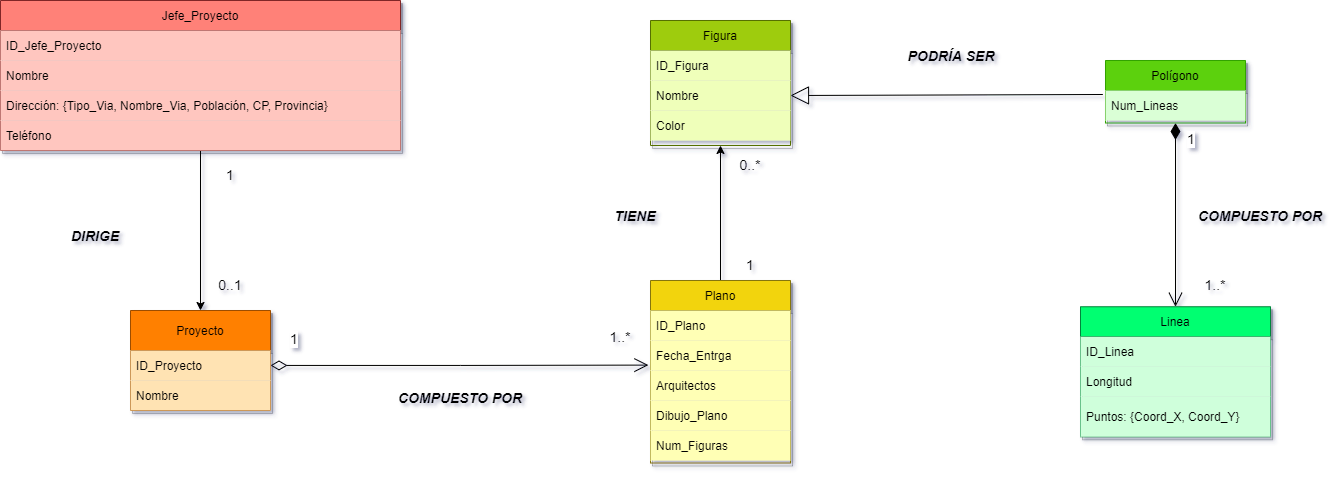 Jefe_Proyecto
ID_Jefe_Proyecto
Nombre
Dirección: {Tipo_Via, Nombre_Via, Población, CP, Provincia}
Teléfono
1
DIRIGE
0..1
Proyecto
ID_Proyecto
Nombre
1
COMPUESTO POR
1..*
Figura
ID_Figura
Nombre
Color
0..*
TIENE
1
Plano
ID_Plano
Fecha_Entrga
Arquitectos
Dibujo_Plano
Num_Figuras
PODRÍA SER
Polígono
Num_Lineas
1
COMPUESTO POR
1..*
Linea
ID_Linea
Longitud
Puntos: {Coord_X, Coord_Y}